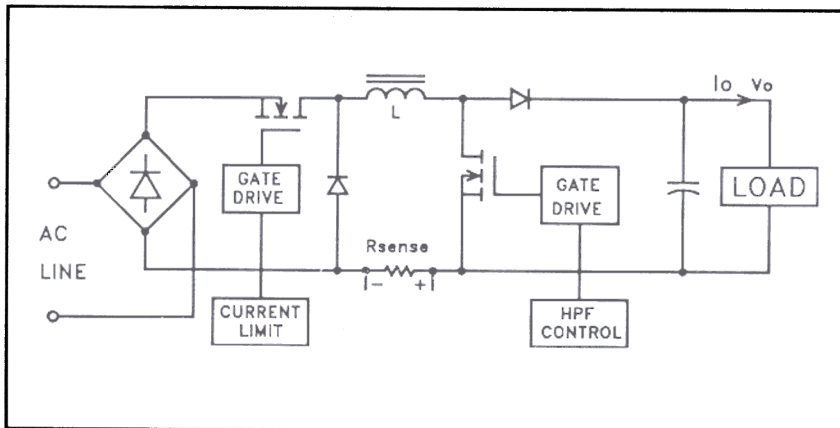 Io Vo
L
GATE
DRIVE
GATE
DRIVE
LOAD
AC
LINE
Rsense
- +
CURRENT
LIMIT
HPF
CONTROL